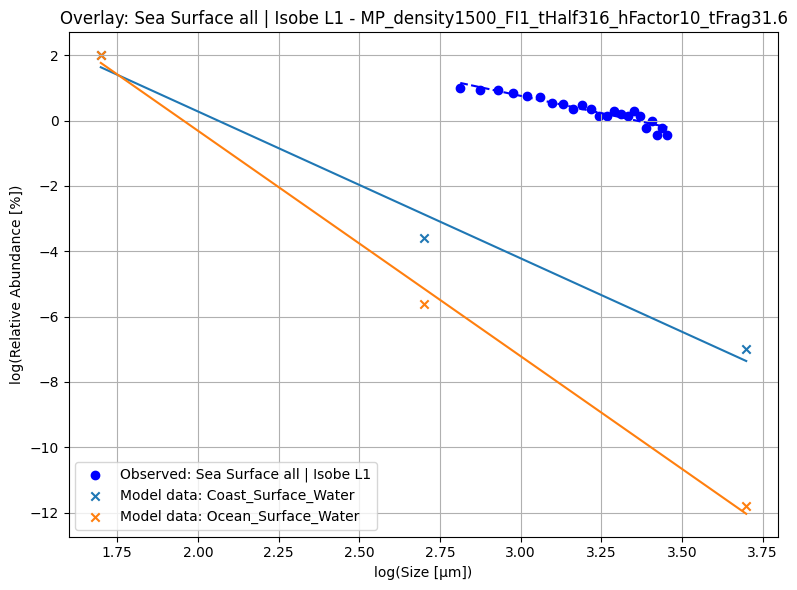 Overlay: Sea Surface all | Isobe L1 - MP_density1500_FI1_tHalf316_hFactor10_tFrag31.6
log(Relative Abundance [%])
2
0
−2
−4
−6
−8
−10
−12
Observed: Sea Surface all | Isobe L1
Model data: Coast_Surface_Water
Model data: Ocean_Surface_Water
1.75 2.00 2.25 2.50 2.75 3.00 3.25 3.50 3.75
log(Size [µm])